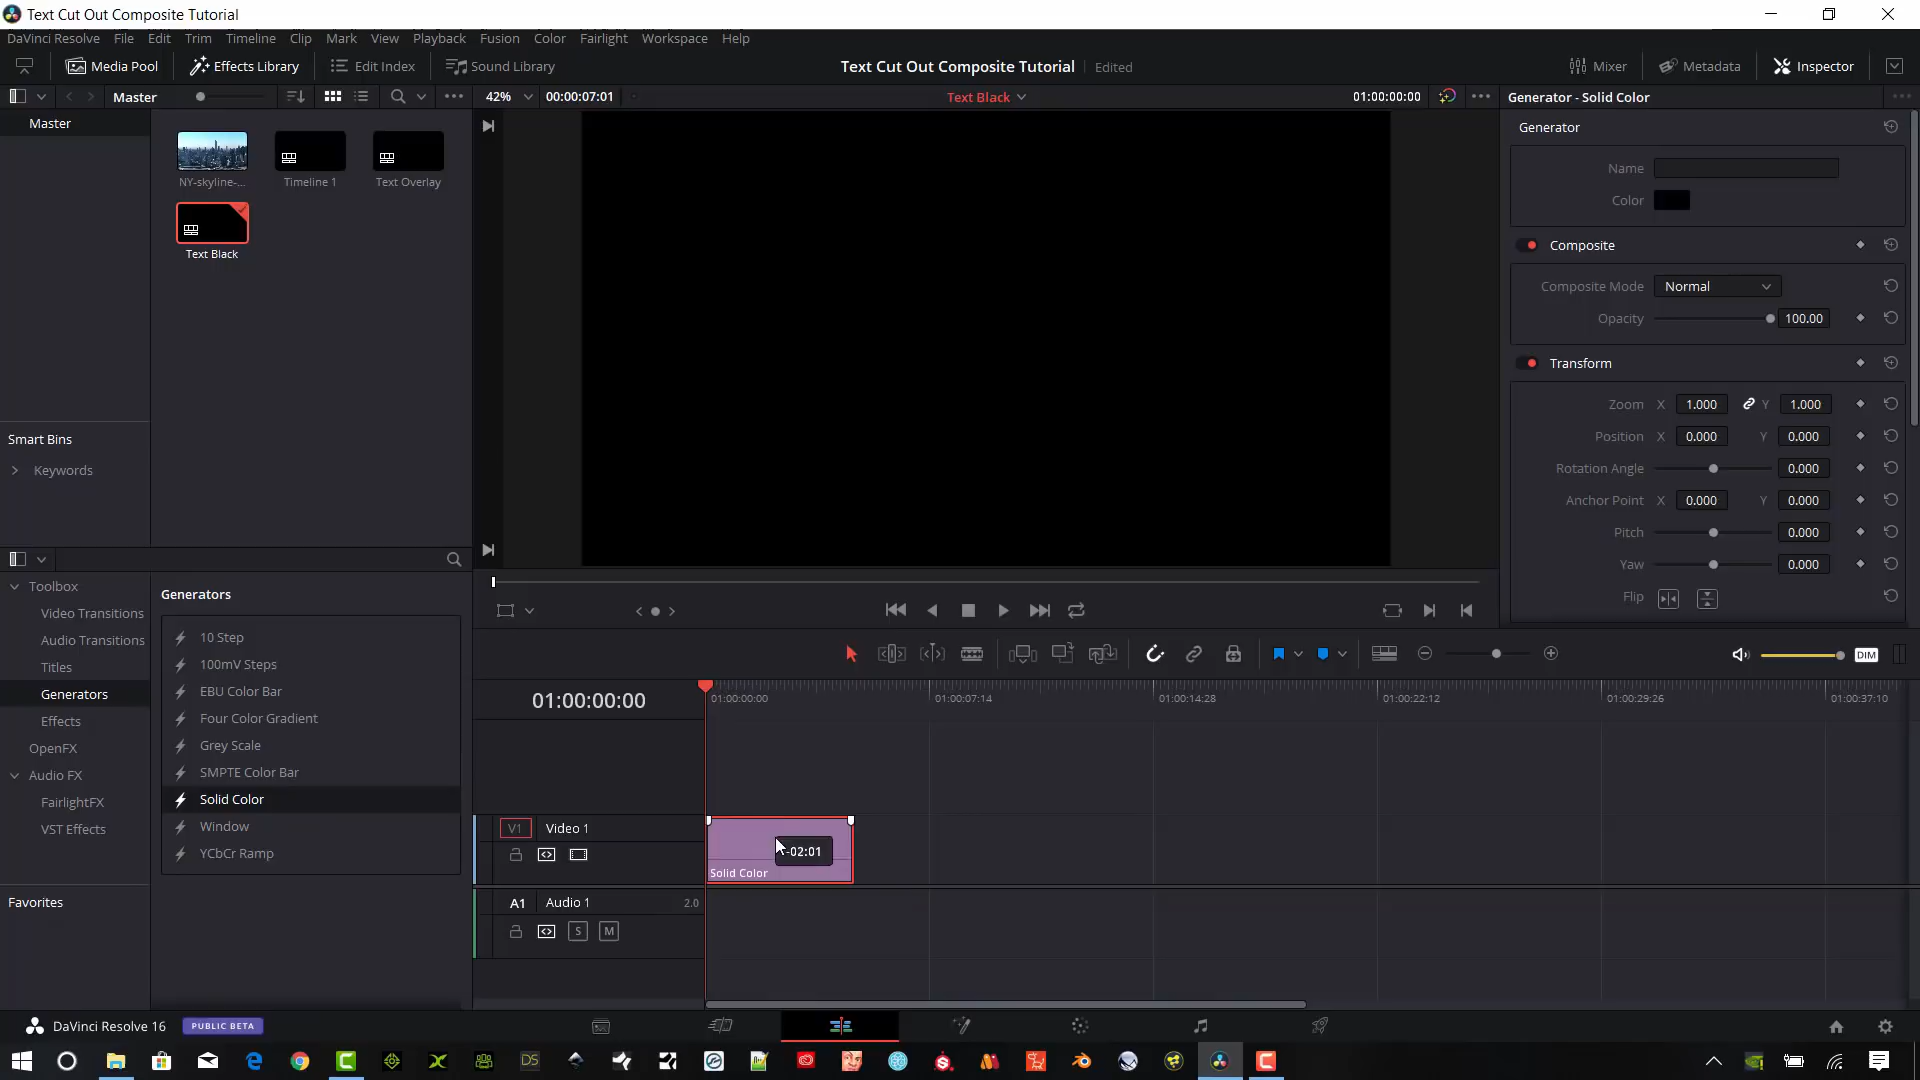 Text Cut Out Composite Tutorial
DaVinci Resolve File Edit Trim Timeline Clip Mark View Playback Fusion Color Fairlight Workspace Help
Media Pool Effects Library Edit Index Sound Library Text Cut Out Composite Tutorial Edited Mixer Metadata Inspector
Master 42% 00:00:07:01 Text Black 01:00:00:00 Generator - Solid Color
Master
NY-skyline-... Timeline 1 Text Overlay
Text Black
Smart Bins
Keywords
Generator
Name
Color
Composite
Composite Mode Normal
Opacity 100.00
Transform
Zoom X 1.000 Y 1.000
Position X 0.000 Y 0.000
Rotation Angle 0.000
Anchor Point X 0.000 Y 0.000
Pitch 0.000
Yaw 0.000
Flip
Toolbox
Video Transitions
Audio Transitions
Titles
Generators
Effects
OpenFX
Audio FX
FairlightFX
VST Effects
Favorites
Generators
10 Step
100mV Steps
EBU Color Bar
Four Color Gradient
Grey Scale
SMPTE Color Bar
Solid Color
Window
YCbCr Ramp
DIM
01:00:00:00 01:00:00:00 01:00:07:14 01:00:14:28 01:00:22:12 01:00:29:26 01:00:37:10
V1 Video 1
-02:01
Solid Color
A1 Audio 1 2.0
S M
DaVinci Resolve 16 PUBLIC BETA
DS